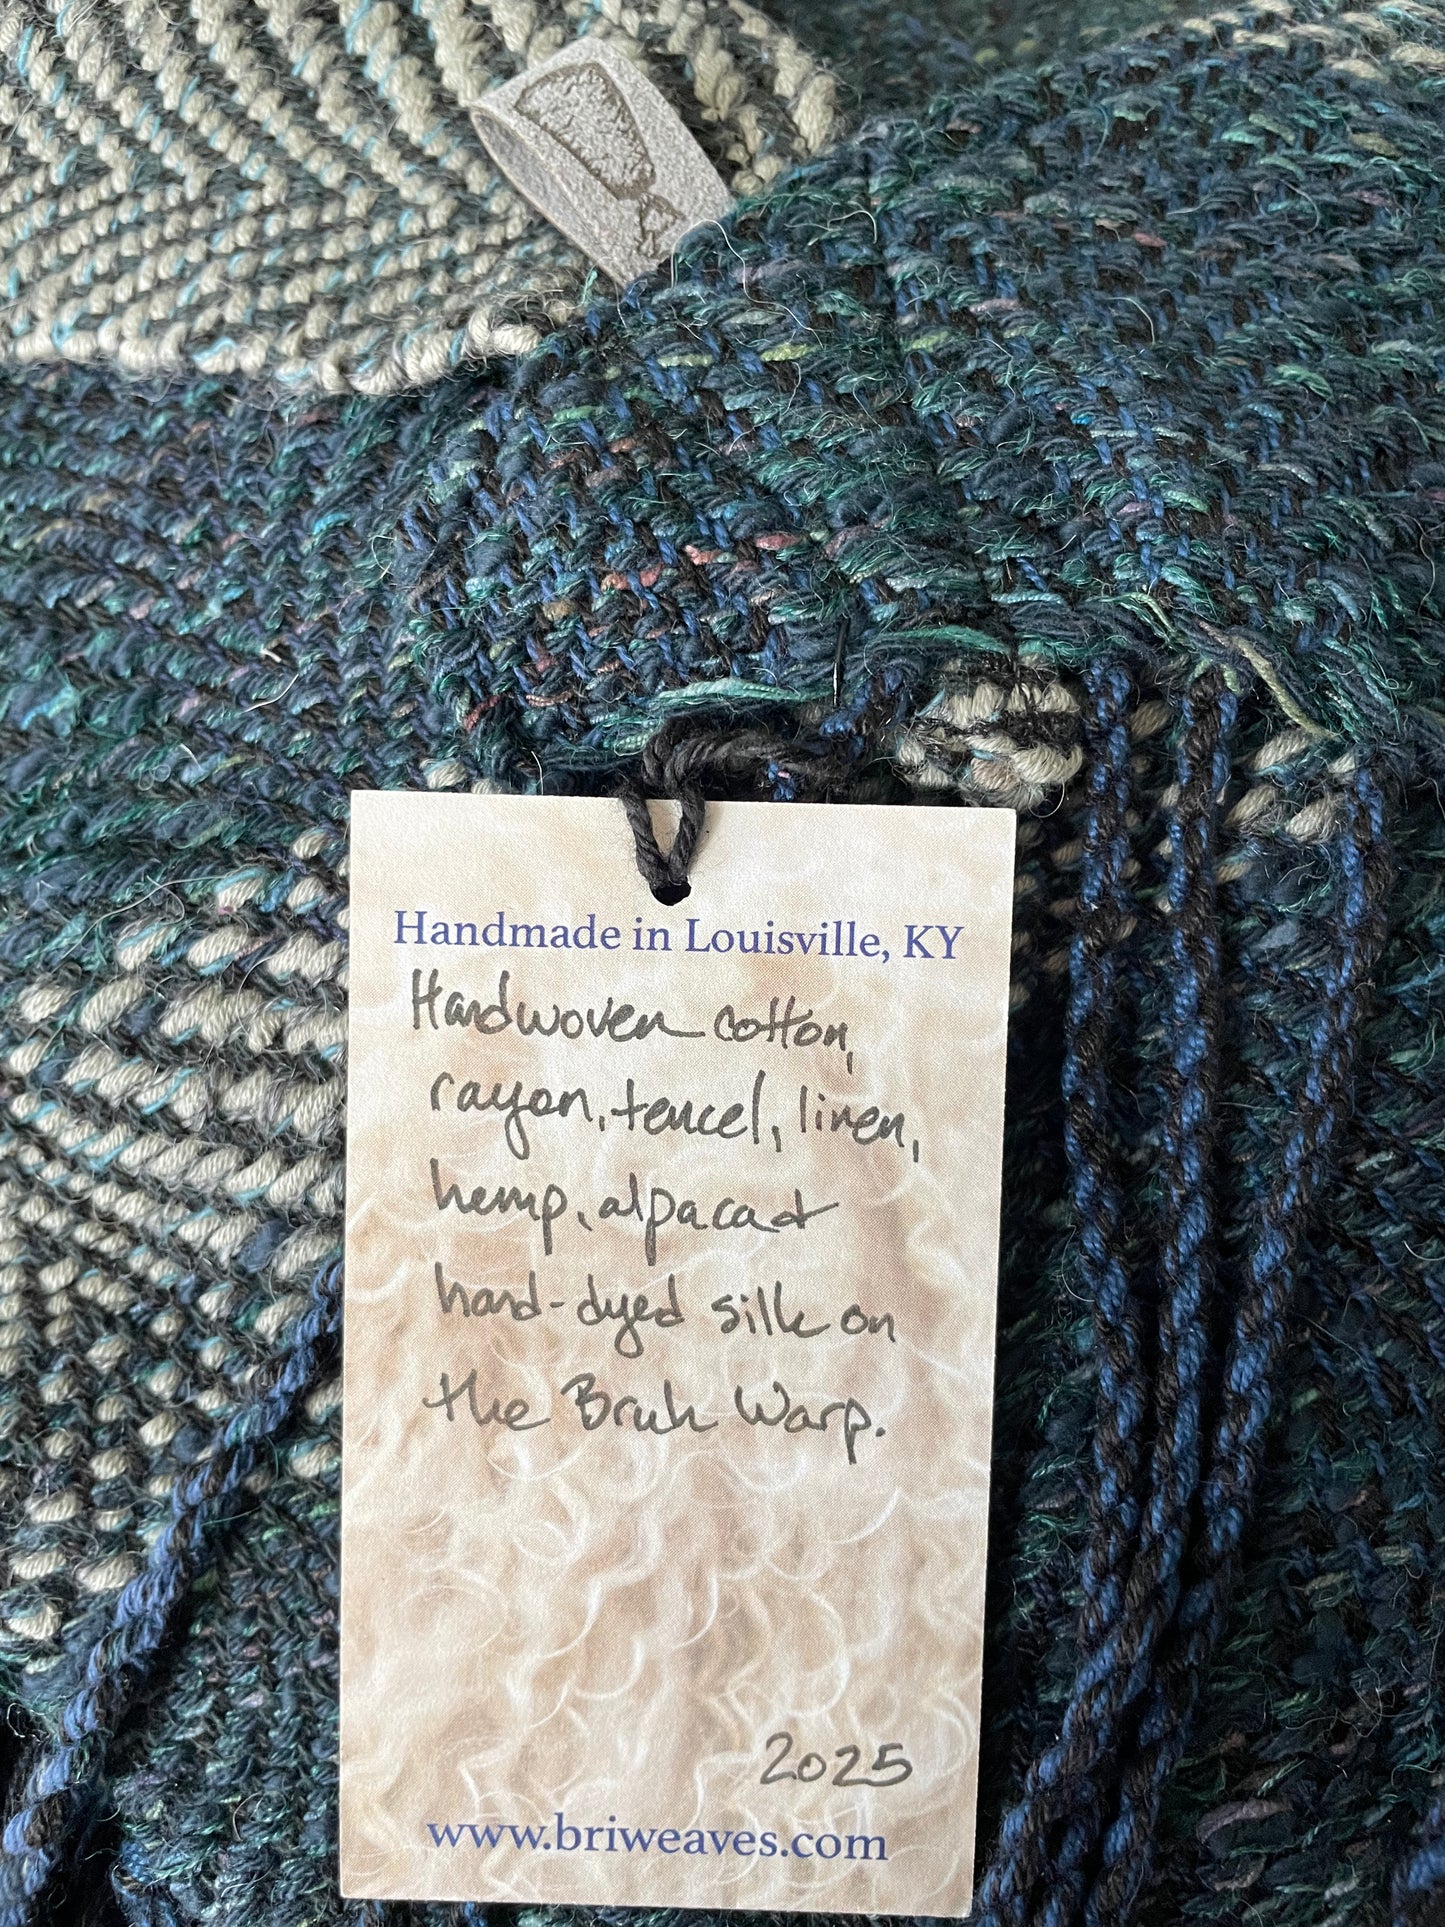 Handmade in Louisville, KY
Handwoven cotton,
rayon, tencel, linen,
hemp, alpaca +
hand-dyed silk on
the Bruh Warp.
2025
www.briweaves.com